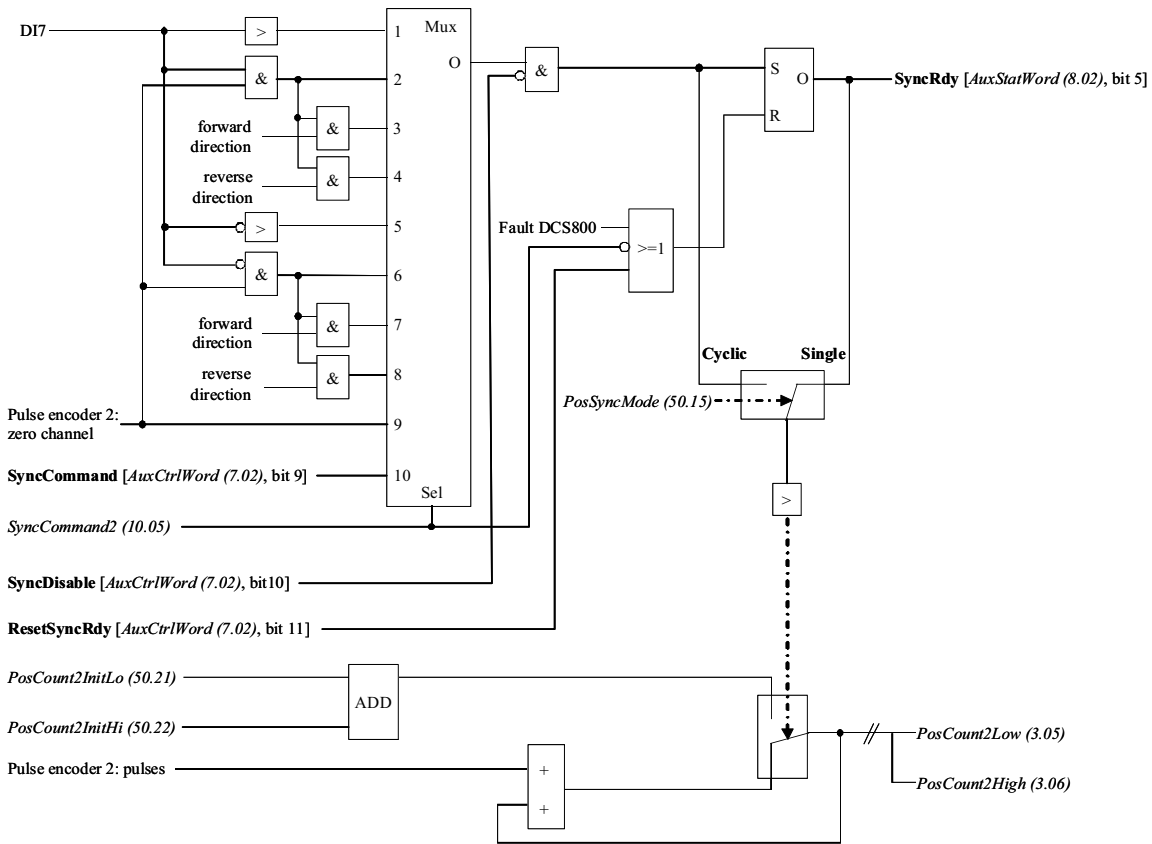 DI7
>
1
Mux
O
&
2
&
S
O
SyncRdy [AuxStatWord (8.02), bit 5]
forward
direction
&
3
R
reverse
direction
&
4
>
5
Fault DCS800
>=1
&
6
forward
direction
&
7
Cyclic
Single
reverse
direction
&
8
PosSyncMode (50.15)
Pulse encoder 2:
zero channel
9
SyncCommand [AuxCtrlWord (7.02), bit 9]
10
Sel
>
SyncCommand2 (10.05)
SyncDisable [AuxCtrlWord (7.02), bit10]
ResetSyncRdy [AuxCtrlWord (7.02), bit 11]
PosCount2InitLo (50.21)
ADD
PosCount2InitHi (50.22)
PosCount2Low (3.05)
Pulse encoder 2: pulses
+
+
PosCount2High (3.06)